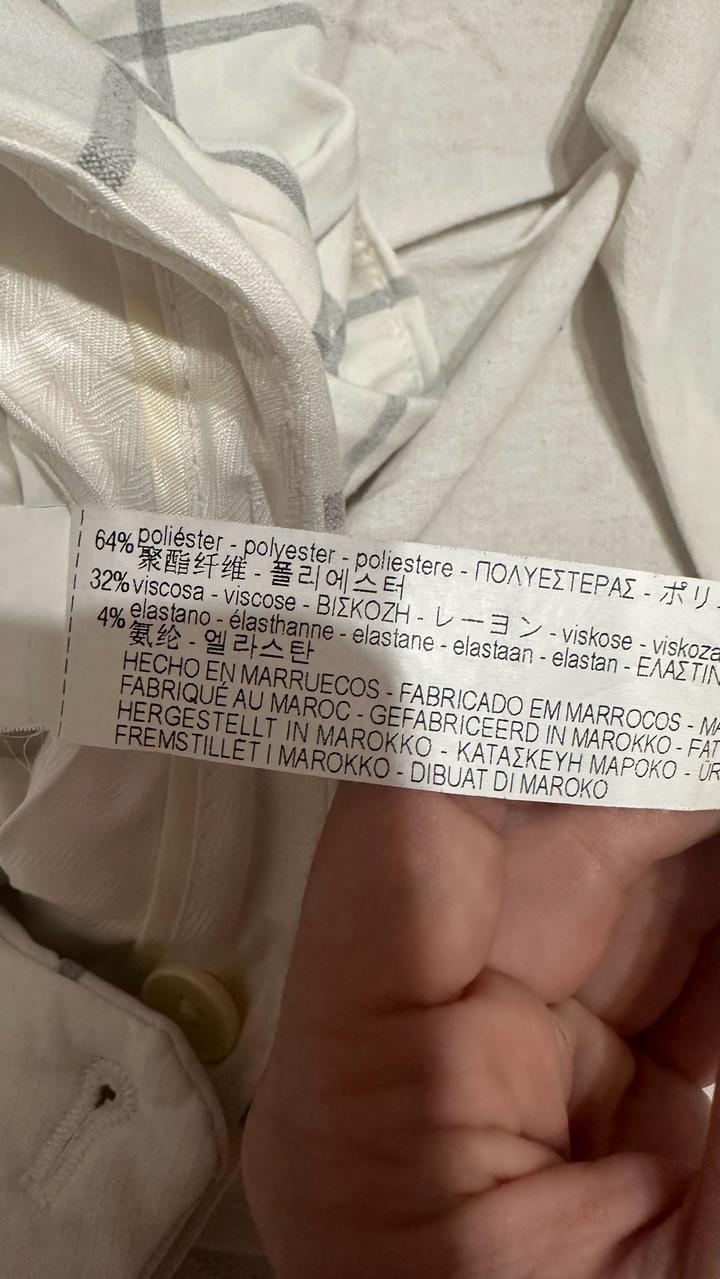 64% poliéster - polyester - poliestere - ΠΟΛΥΕΣΤΕΡΑΣ - ポリ
聚酯纤维 - 폴리에스터
32% viscosa - viscose - ΒΙΣΚΟΖΗ - レーヨン - viskose - viskoza
4% elastano - élasthanne - elastane - elastaan - elastan - ΕΛΑΣΤΙΝ
氨纶 - 엘라스탄
HECHO EN MARRUECOS - FABRICADO EM MARROCOS - MA
FABRIQUÉ AU MAROC - GEFABRICEERD IN MAROKKO - FAT
HERGESTELLT IN MAROKKO - ΚΑΤΑΣΚΕΥΗ ΜΑΡΟΚΟ - ÜR
FREMSTILLET I MAROKKO - DIBUAT DI MAROKO